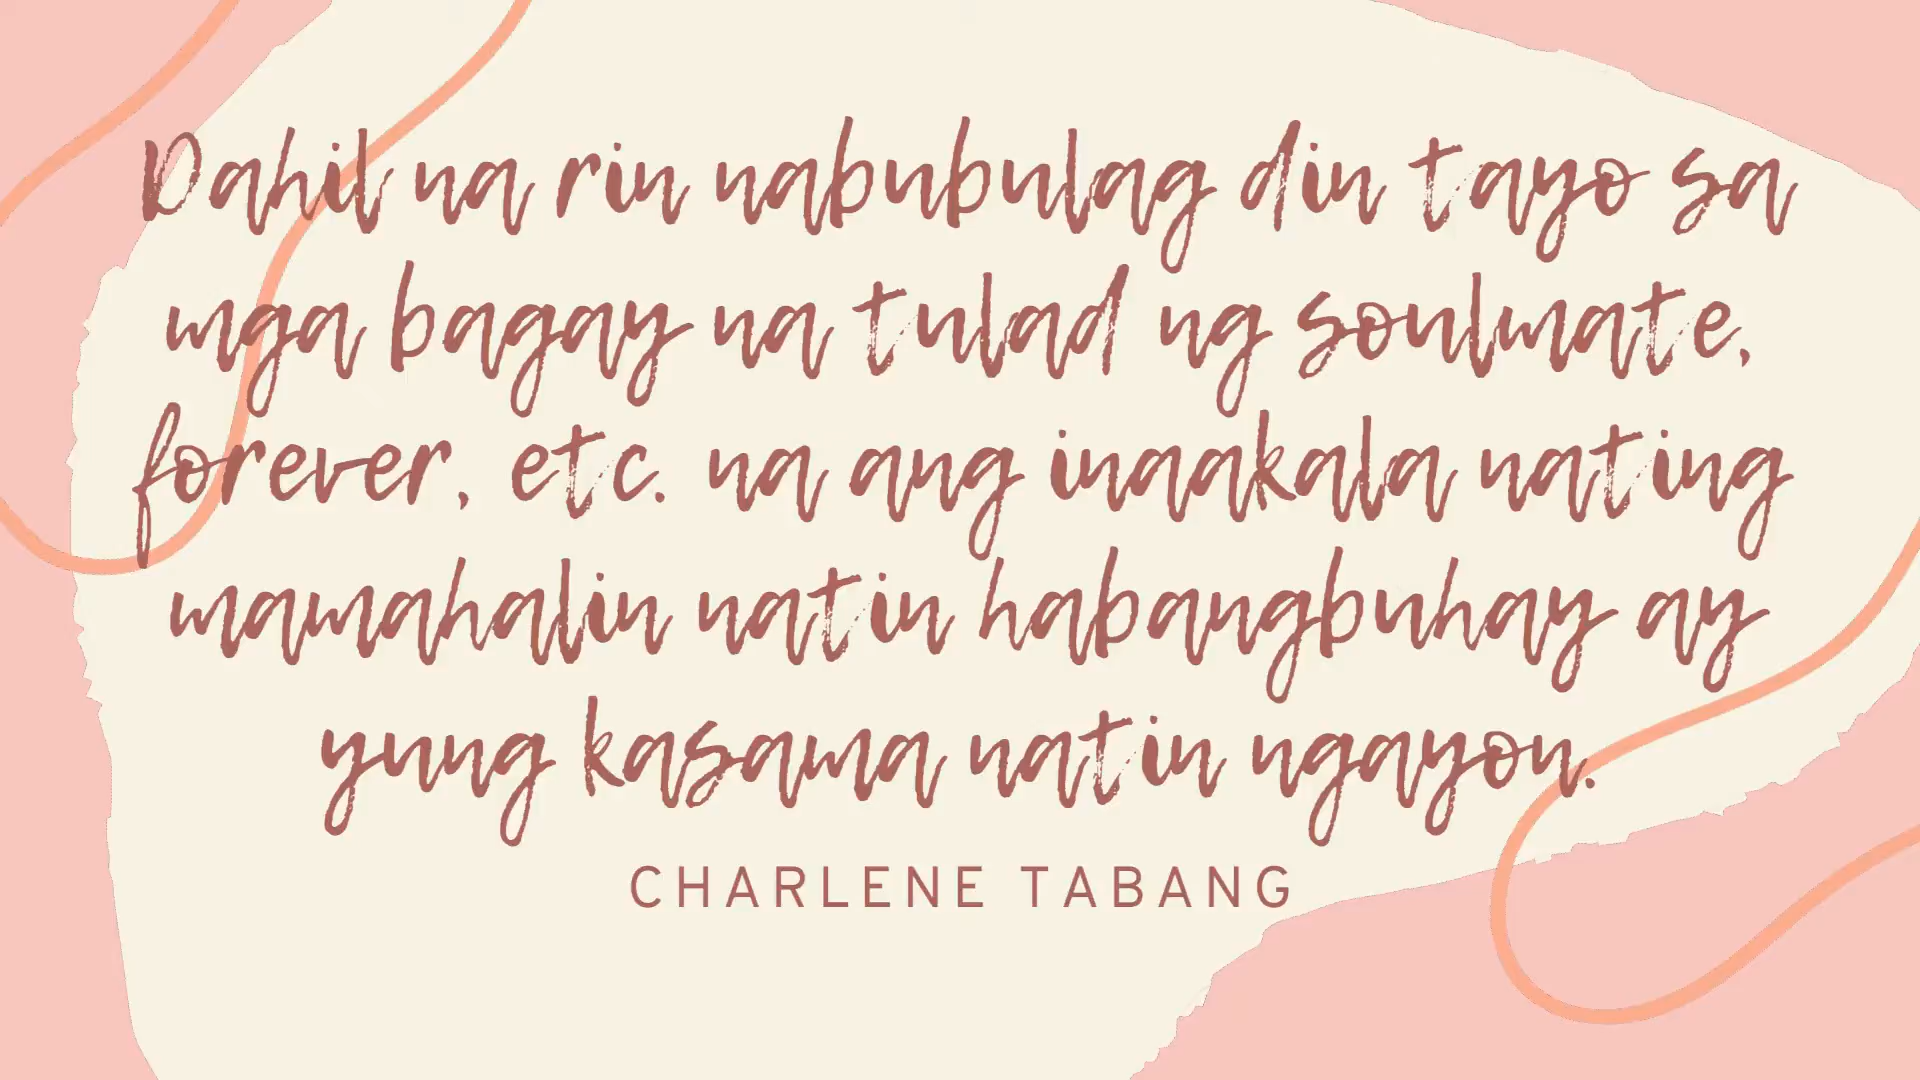 Dahil na rin nabubulag din tayo sa
mga bagay na tulad ng soulmate,
forever, etc. na ang inaakala nating
mamahalin natin habangbuhay ay
yung kasama natin ngayon.
CHARLENE TABANG